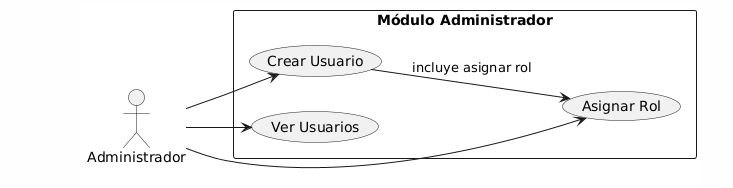 Módulo Administrador
Crear Usuario
incluye asignar rol
Asignar Rol
Ver Usuarios
Administrador